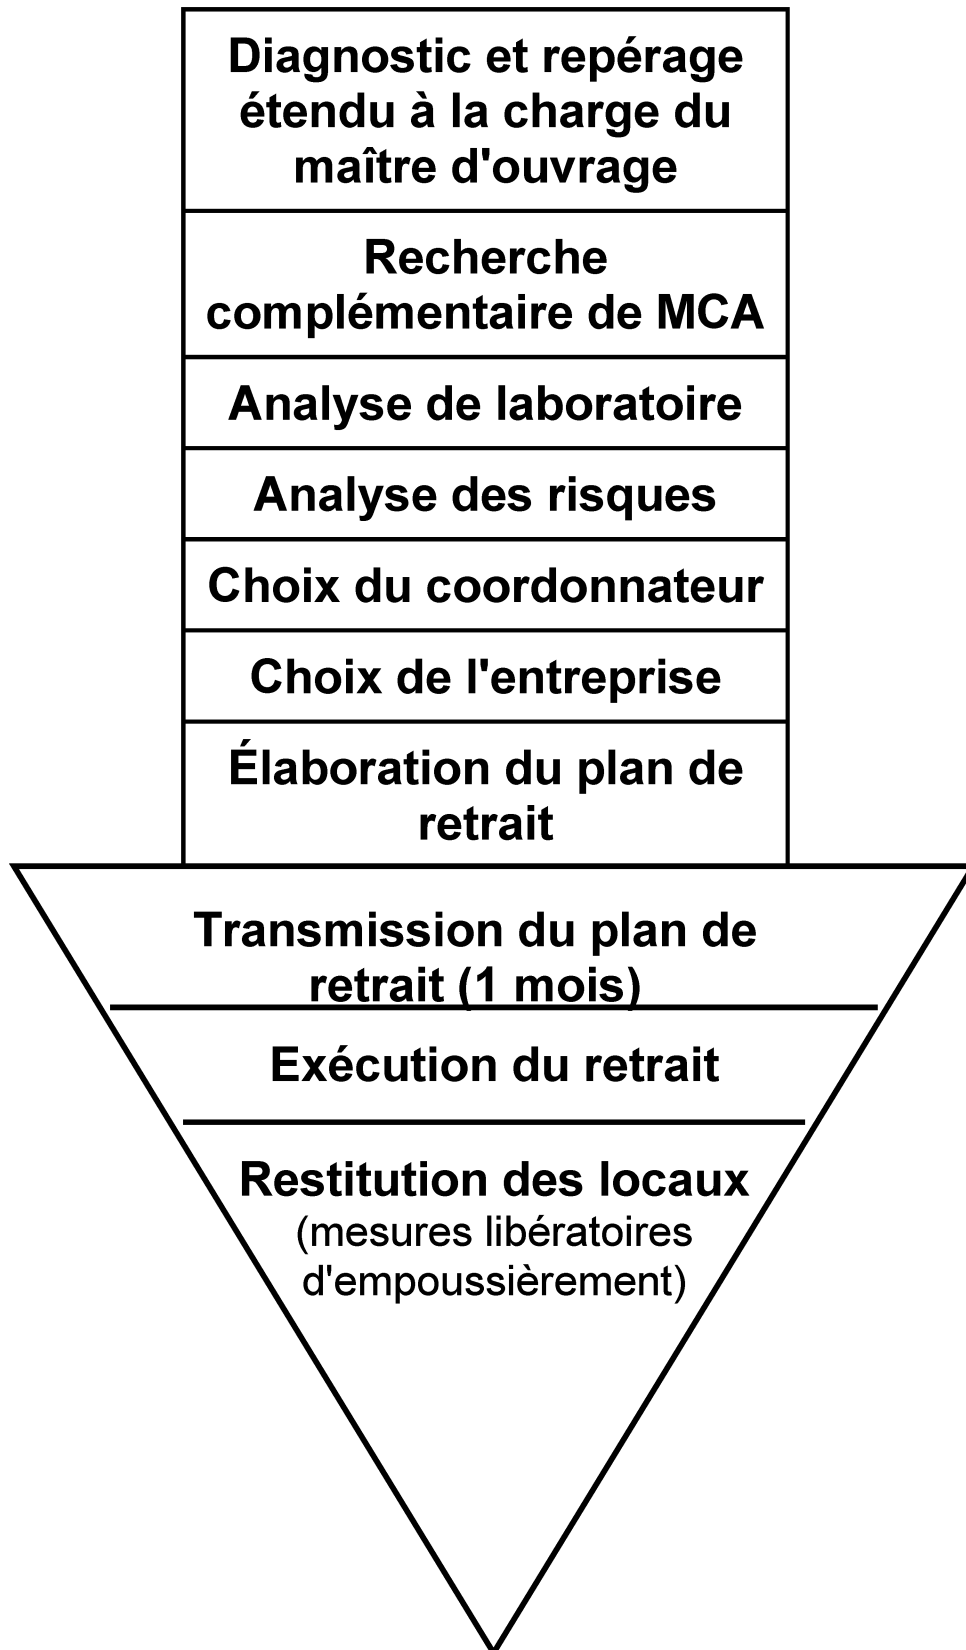 Diagnostic et repérage
étendu à la charge du
maître d'ouvrage
Recherche
complémentaire de MCA
Analyse de laboratoire
Analyse des risques
Choix du coordonnateur
Choix de l'entreprise
Élaboration du plan de
retrait
Transmission du plan de
retrait (1 mois)
Exécution du retrait
Restitution des locaux
(mesures libératoires
d'empoussièrement)